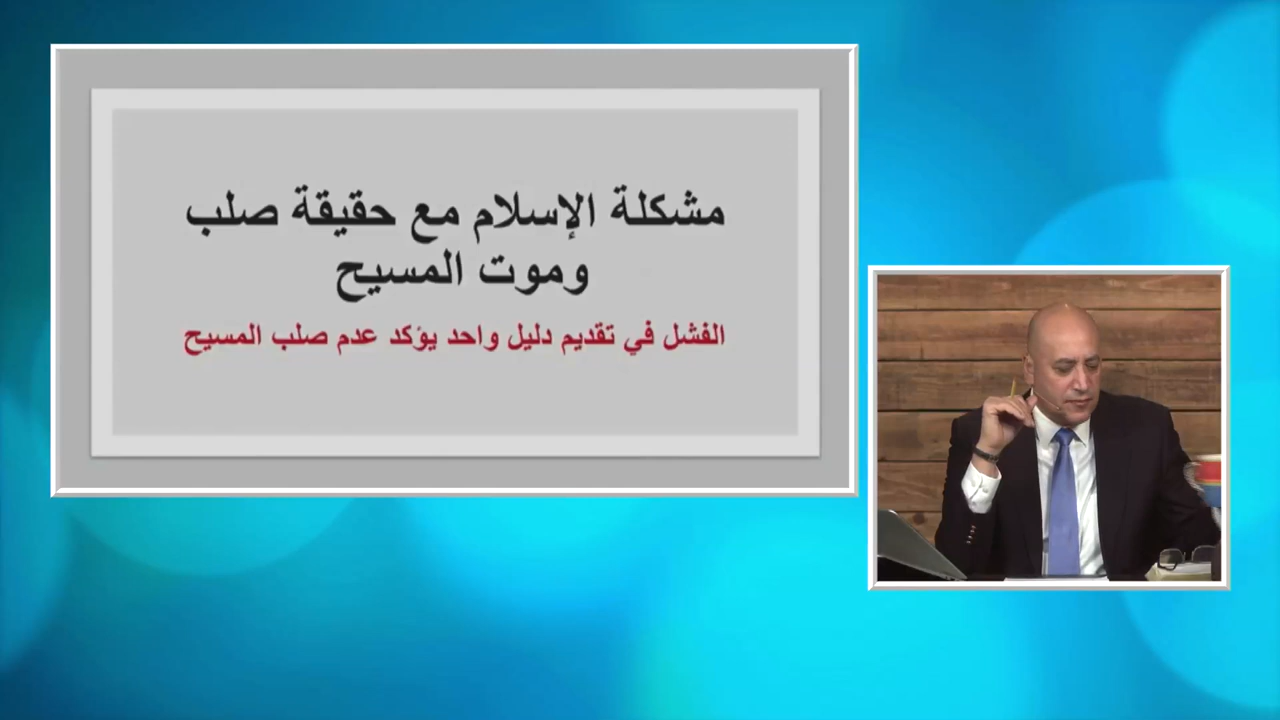 مشكلة الإسلام مع حقيقة صلب
وموت المسيح
الفشل في تقديم دليل واحد يؤكد عدم صلب المسيح